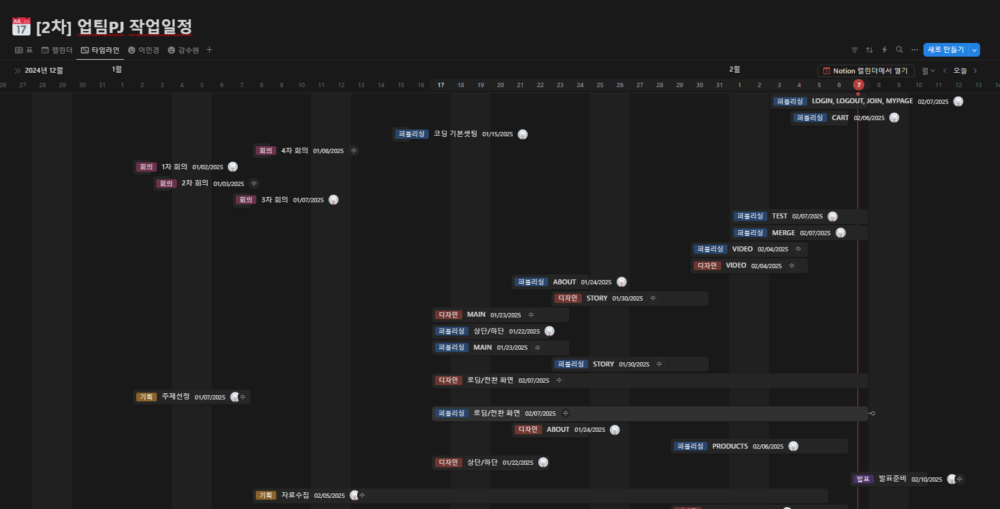 JUL
17
[2차] 업팀PJ 작업일정
표 캘린더 타임라인 이민경 강수현 +
새로 만들기
2024년 12월 1월 2월
7 Notion 캘린더에서 열기 월 오늘
26 27 28 29 30 31 1 2 3 4 5 6 7 8 9 10 11 12 13 14 15 16 17 18 19 20 21 22 23 24 25 26 27 28 29 30 31 1 2 3 4 5 6 7 8 9 10 11 12 13 14
퍼블리싱 LOGIN, LOGOUT, JOIN, MYPAGE 02/07/2025
퍼블리싱 CART 02/06/2025
퍼블리싱 코딩 기본셋팅 01/15/2025
회의 4차 회의 01/08/2025 수
회의 1차 회의 01/02/2025
회의 2차 회의 01/03/2025 수
회의 3차 회의 01/07/2025
퍼블리싱 TEST 02/07/2025
퍼블리싱 MERGE 02/07/2025
퍼블리싱 VIDEO 02/04/2025 수
디자인 VIDEO 02/04/2025 수
퍼블리싱 ABOUT 01/24/2025
디자인 STORY 01/30/2025 수
디자인 MAIN 01/23/2025 수
퍼블리싱 상단/하단 01/22/2025
퍼블리싱 MAIN 01/23/2025 수
퍼블리싱 STORY 01/30/2025 수
디자인 로딩/전환 화면 02/07/2025 수
기획 주제선정 01/07/2025 수
퍼블리싱 로딩/전환 화면 02/07/2025 수
디자인 ABOUT 01/24/2025
퍼블리싱 PRODUCTS 02/06/2025
디자인 상단/하단 01/22/2025
발표 발표준비 02/10/2025 수
기획 자료수집 02/05/2025 수